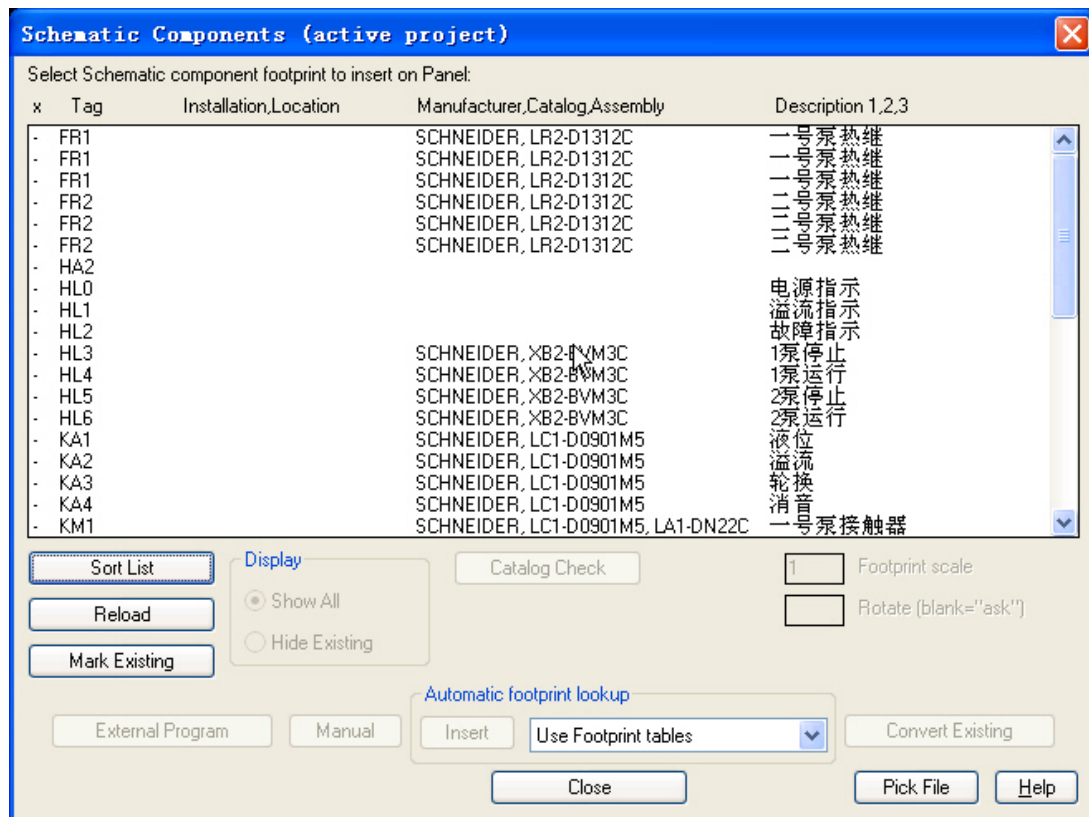 Schematic Components (active project)
Select Schematic component footprint to insert on Panel:
x Tag Installation,Location Manufacturer,Catalog,Assembly Description 1,2,3
- FR1 SCHNEIDER, LR2-D1312C 一号泵热继
- FR1 SCHNEIDER, LR2-D1312C 一号泵热继
- FR1 SCHNEIDER, LR2-D1312C 一号泵热继
- FR2 SCHNEIDER, LR2-D1312C 二号泵热继
- FR2 SCHNEIDER, LR2-D1312C 二号泵热继
- FR2 SCHNEIDER, LR2-D1312C 二号泵热继
- HA2
- HL0 电源指示
- HL1 溢流指示
- HL2 故障指示
- HL3 SCHNEIDER, XB2-BVM3C 1泵停止
- HL4 SCHNEIDER, XB2-BVM3C 1泵运行
- HL5 SCHNEIDER, XB2-BVM3C 2泵停止
- HL6 SCHNEIDER, XB2-BVM3C 2泵运行
- KA1 SCHNEIDER, LC1-D0901M5 液位
- KA2 SCHNEIDER, LC1-D0901M5 溢流
- KA3 SCHNEIDER, LC1-D0901M5 轮换
- KA4 SCHNEIDER, LC1-D0901M5 消音
- KM1 SCHNEIDER, LC1-D0901M5, LA1-DN22C 一号泵接触器
Sort List Display Catalog Check 1 Footprint scale
Reload Show All Rotate (blank="ask")
Mark Existing Hide Existing
Automatic footprint lookup
External Program Manual Insert Use Footprint tables Convert Existing
Close Pick File Help